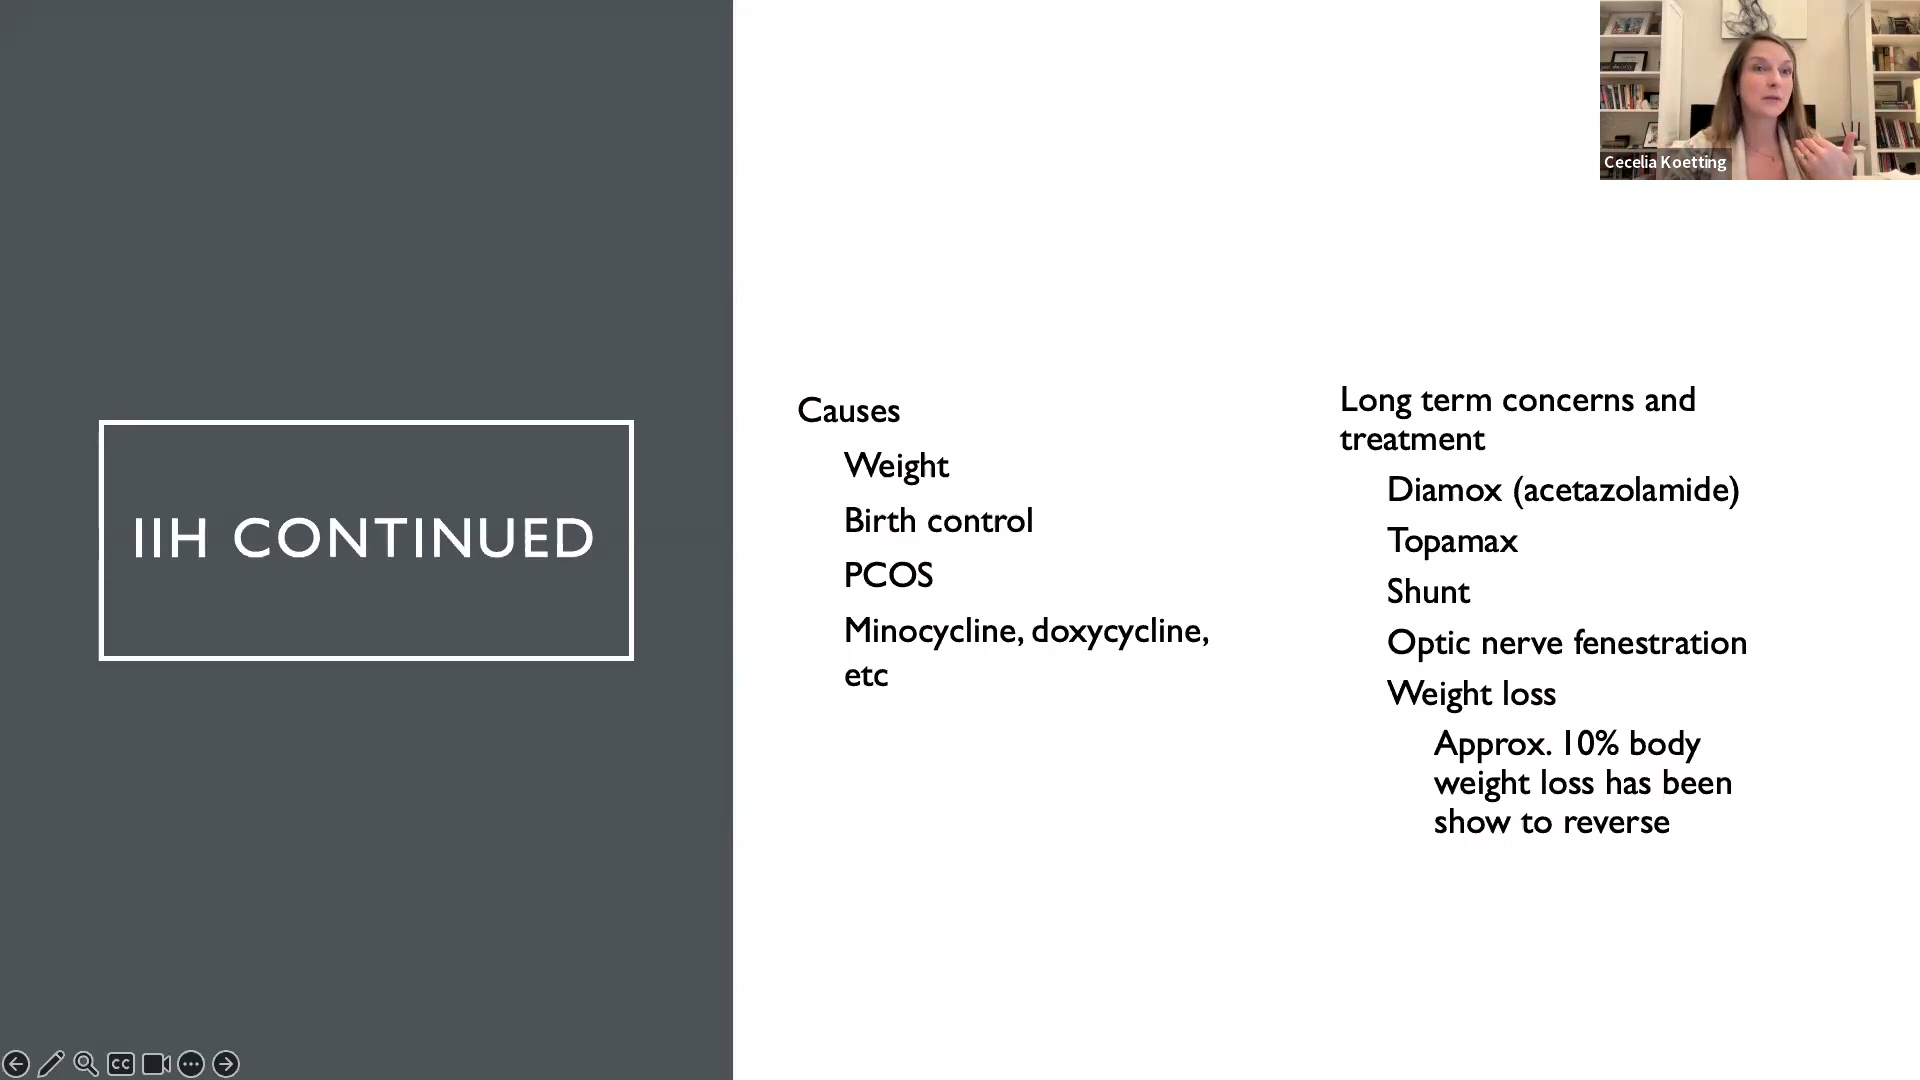 Cecelia Koetting
IIH CONTINUED
Causes
Weight
Birth control
PCOS
Minocycline, doxycycline,
etc
Long term concerns and
treatment
Diamox (acetazolamide)
Topamax
Shunt
Optic nerve fenestration
Weight loss
Approx. 10% body
weight loss has been
show to reverse
CC